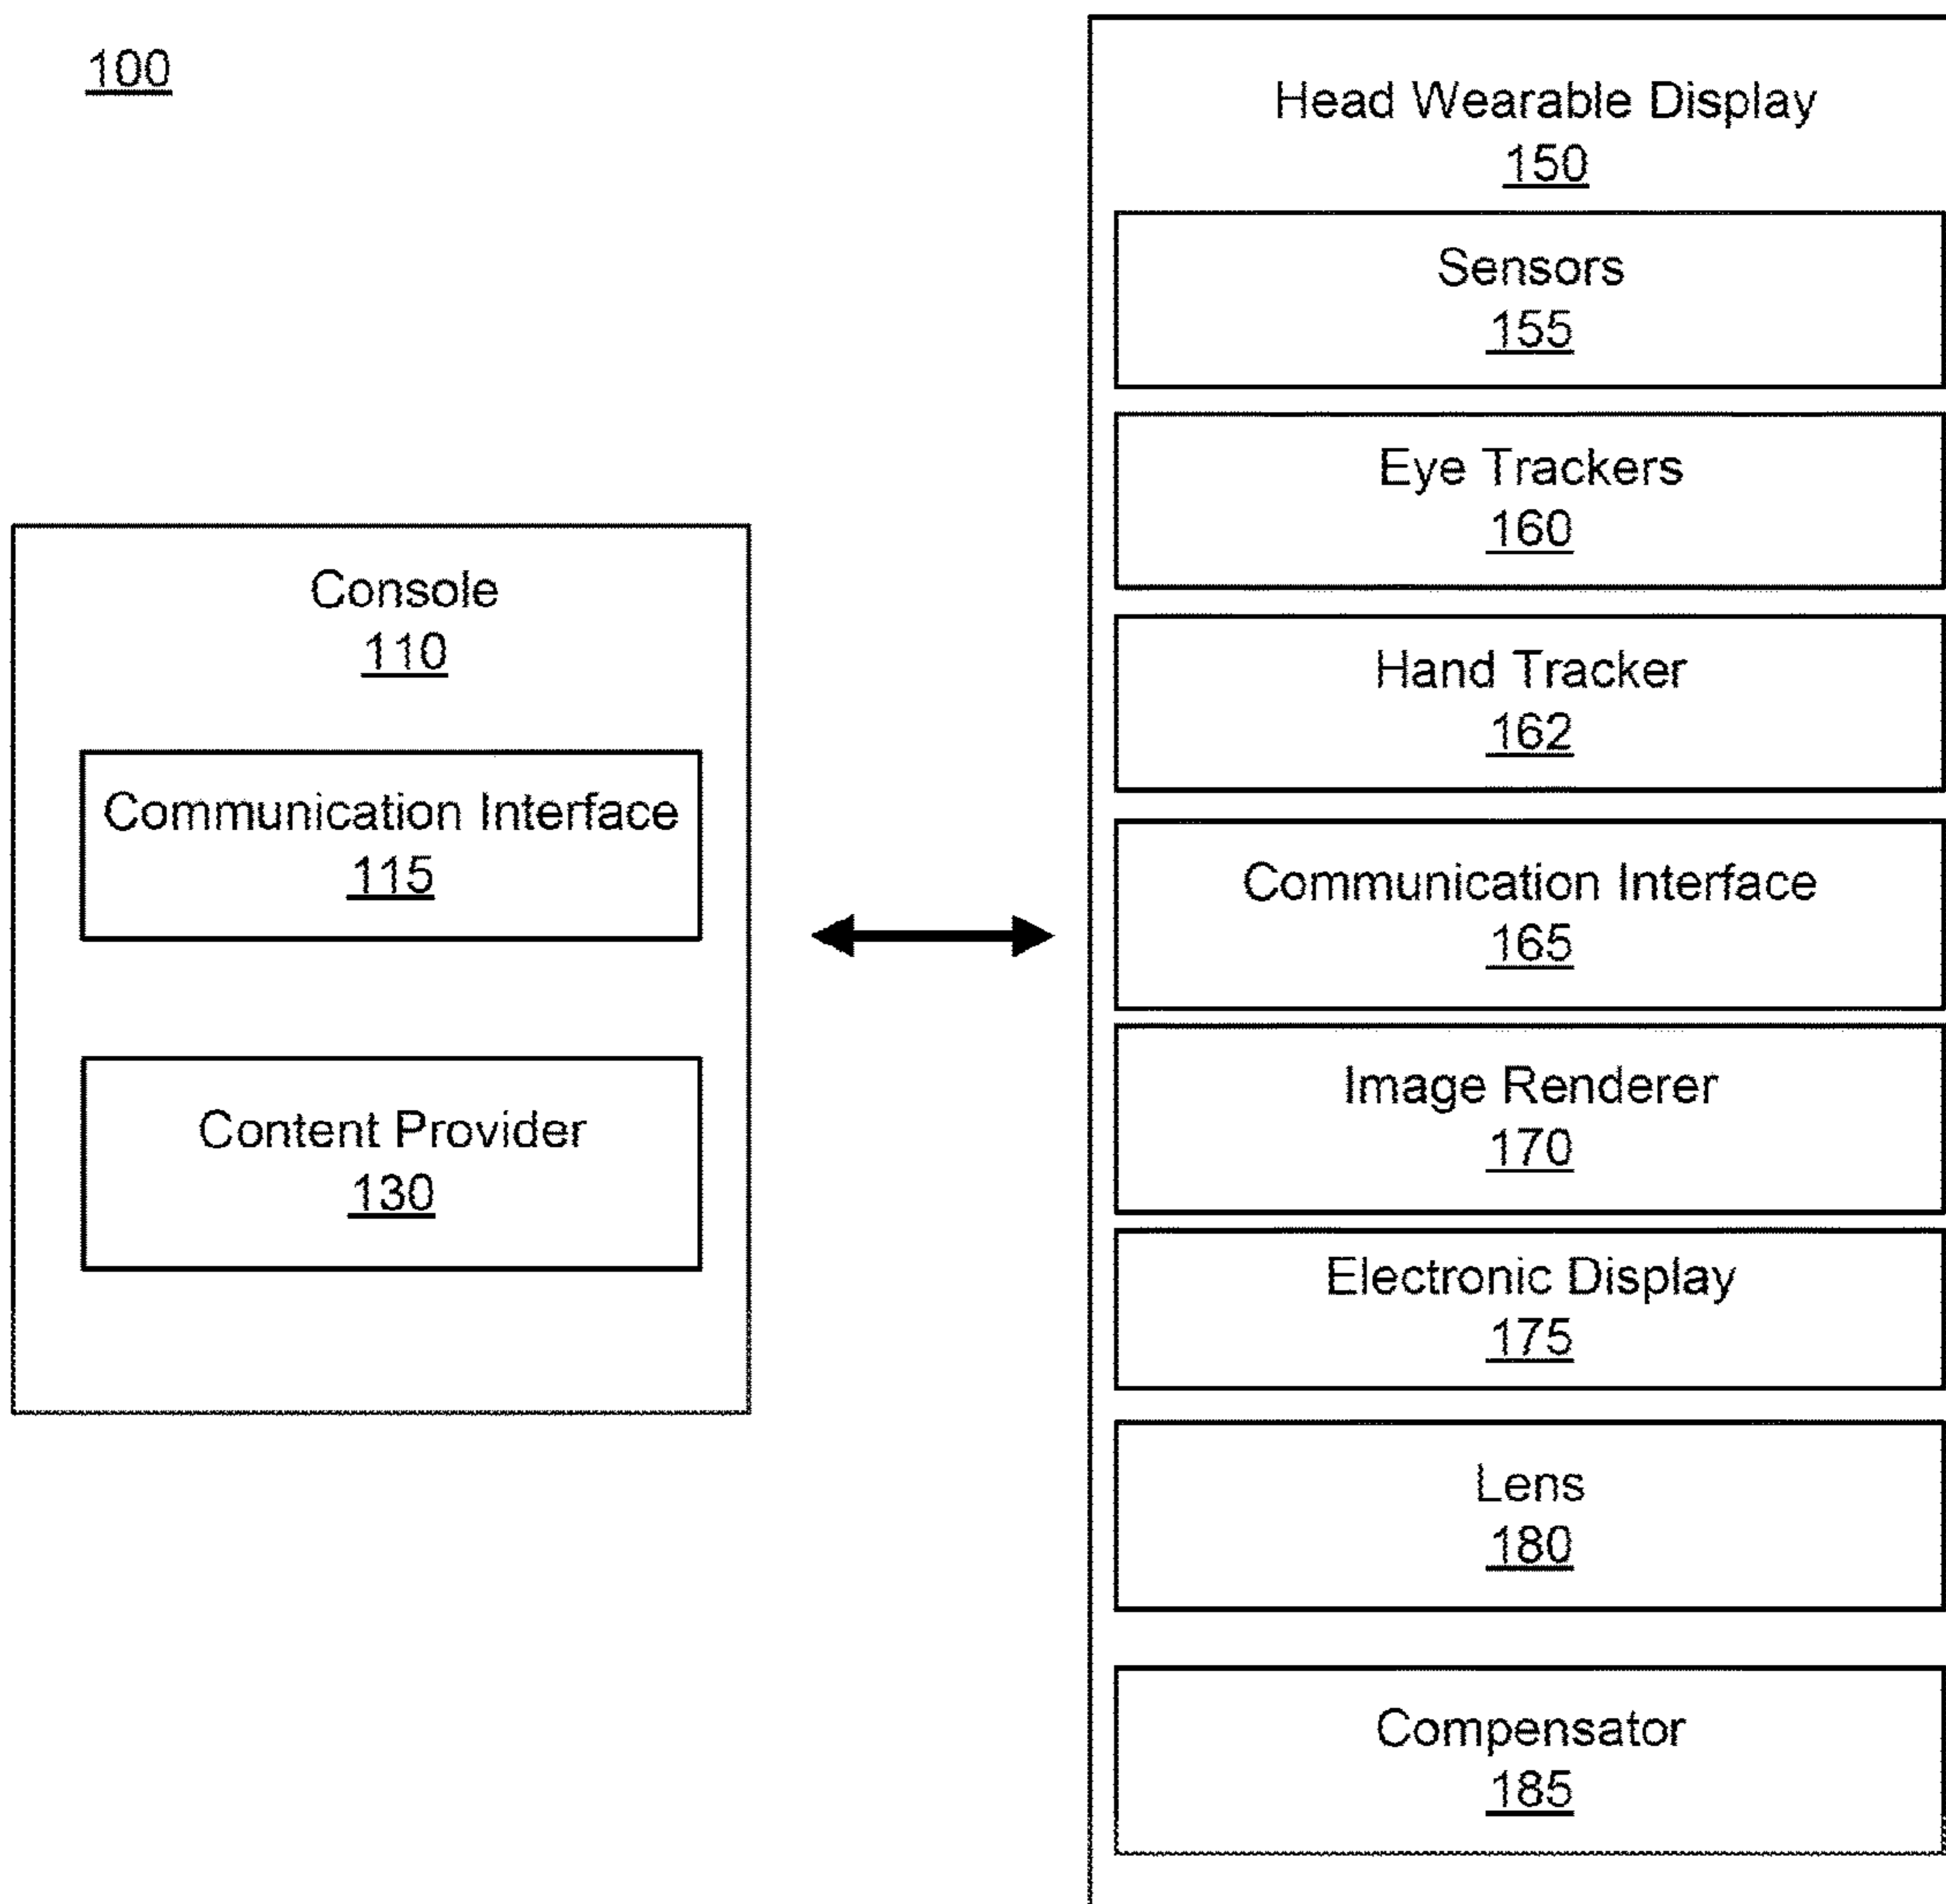 100
Console
110
Communication Interface
115
Content Provider
130
Head Wearable Display
150
Sensors
155
Eye Trackers
160
Hand Tracker
162
Communication Interface
165
Image Renderer
170
Electronic Display
175
Lens
180
Compensator
185